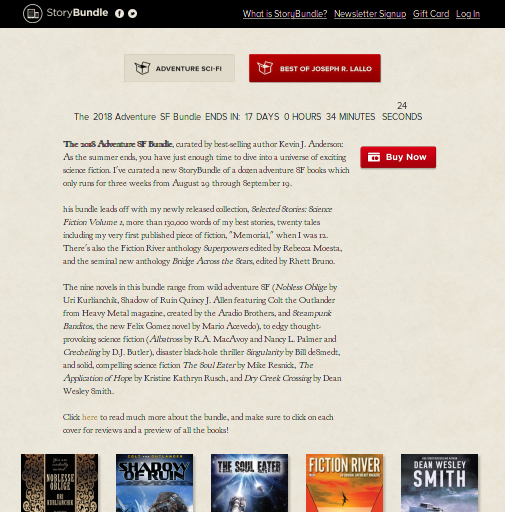 StoryBundle
What is StoryBundle? Newsletter Signup Gift Card Log In
ADVENTURE SCI-FI
BEST OF JOSEPH R. LALLO
The 2018 Adventure SF Bundle ENDS IN: 17 DAYS 0 HOURS 34 MINUTES 24 SECONDS
The 2018 Adventure SF Bundle, curated by best-selling author Kevin J. Anderson:
As the summer ends, you have just enough time to dive into a universe of exciting
science fiction. I've curated a new StoryBundle of a dozen adventure SF books which
only runs for three weeks from August 29 through September 19.
Buy Now
his bundle leads off with my newly released collection, Selected Stories: Science
Fiction Volume 1, more than 130,000 words of my best stories, twenty tales
including my very first published piece of fiction, "Memorial," when I was 12.
There's also the Fiction River anthology Superpowers edited by Rebecca Moesta,
and the seminal new anthology Bridge Across the Stars, edited by Rhett Bruno.
The nine novels in this bundle range from wild adventure SF (Nobless Oblige by
Uri Kurlianchik, Shadow of Ruin Quincy J. Allen featuring Colt the Outlander
from Heavy Metal magazine, created by the Aradio Brothers, and Steampunk
Banditos, the new Felix Gomez novel by Mario Acevedo), to edgy thought-
provoking science fiction (Albatross by R.A. MacAvoy and Nancy L. Palmer and
Crecheling by D.J. Butler), disaster black-hole thriller Singularity by Bill deSmedt,
and solid, compelling science fiction The Soul Eater by Mike Resnick, The
Application of Hope by Kristine Kathryn Rusch, and Dry Creek Crossing by Dean
Wesley Smith.
Click here to read much more about the bundle, and make sure to click on each
cover for reviews and a preview of all the books!
NOBLESSE
OBLIGE
URI
KURLIANCHIK
COLT THE OUTLANDER
SHADOW
OF RUIN
THE SOUL EATER
FICTION RIVER
DEAN WESLEY
SMITH